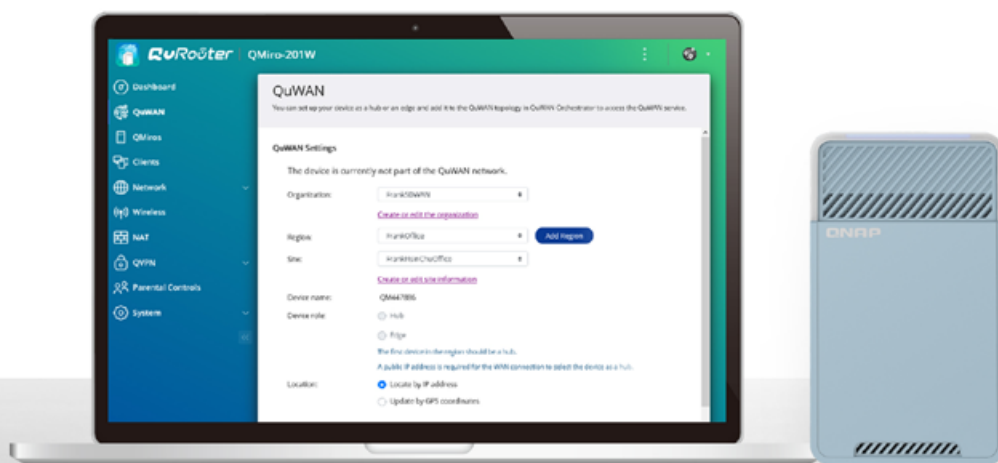 QuRouter QMiro-201W
Dashboard
QuWAN
QMiros
Clients
Network
Wireless
NAT
QVPN
Parental Controls
System
QuWAN
You can set up your device as a hub or an edge and add it to the QuWAN topology in QuWAN Orchestrator to access the QuWAN service.
QuWAN Settings
The device is currently not part of the QuWAN network.
Organization:
Create or edit the organization
Region: FrankOffice Add Region
Site:
Create or edit site information
Device name:
Device role: Hub
Edge
The first device in the region should be a hub.
A public IP address is required for the WAN connection to select the device as a hub.
Location: Locate by IP address
Update by GPS coordinates
QNAP